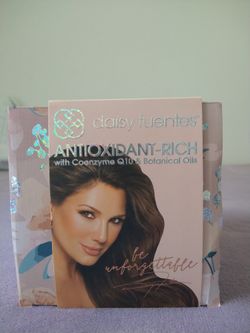 daisy fuentes®
ANTIOXIDANT-RICH
with Coenzyme Q10 & Botanical Oils
be
unforgettable